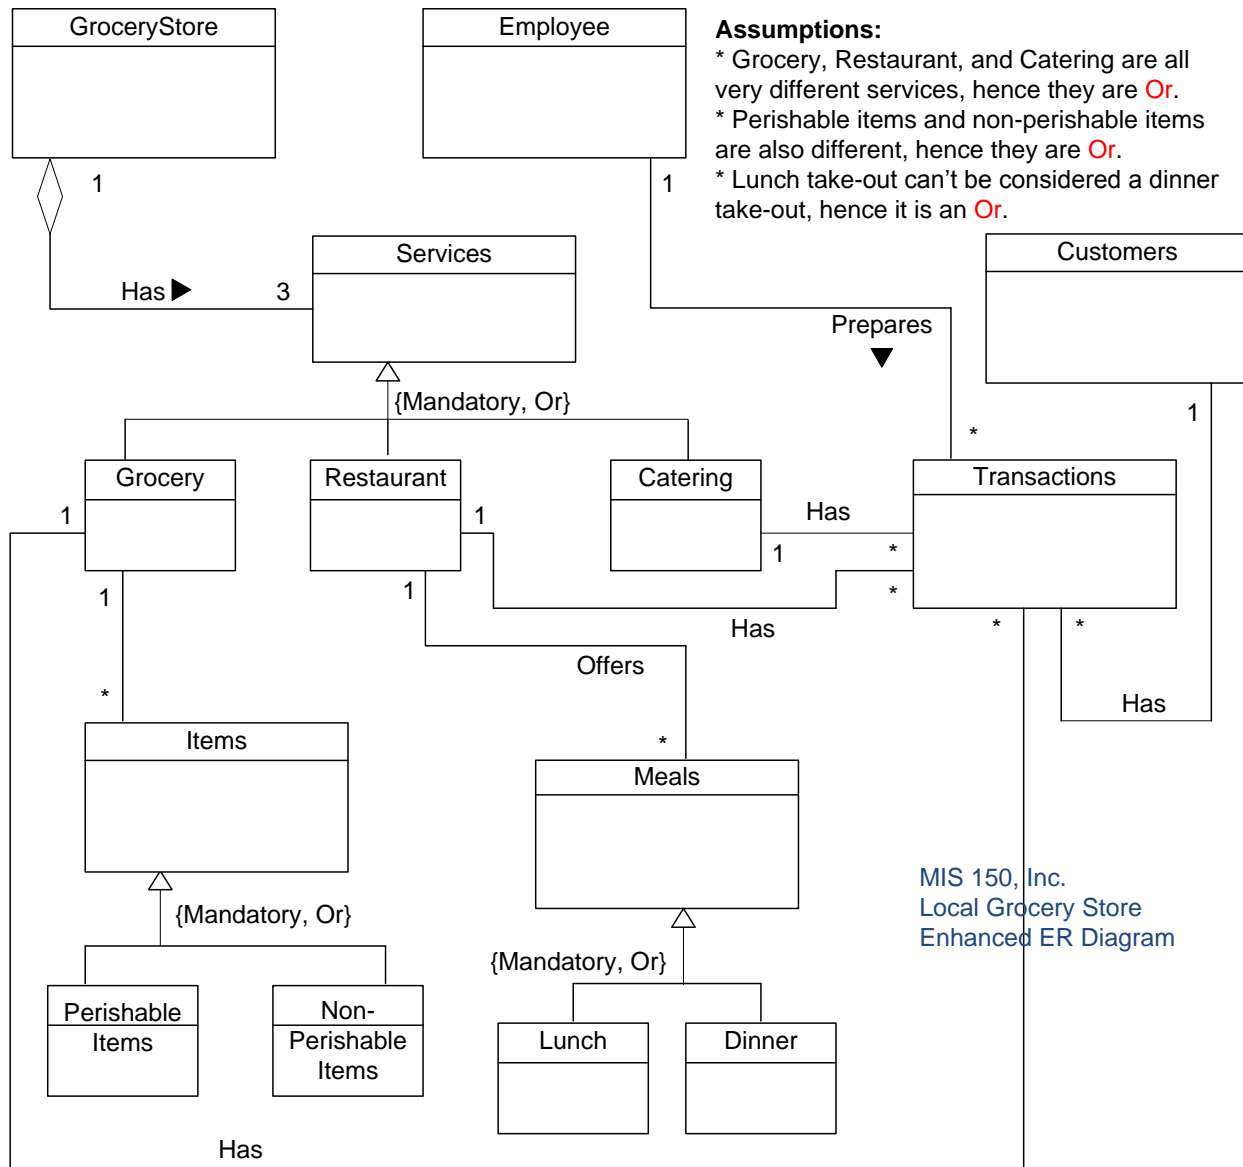 GroceryStore
Employee
Assumptions:
* Grocery, Restaurant, and Catering are all
very different services, hence they are Or.
* Perishable items and non-perishable items
are also different, hence they are Or.
* Lunch take-out can't be considered a dinner
take-out, hence it is an Or.
1
1
Services
Customers
Has
3
Prepares
{Mandatory, Or}
1
*
Grocery
Restaurant
Catering
Transactions
1
1
Has
1
*
1
1
*
Has
*
*
Offers
Has
*
Items
*
Meals
MIS 150, Inc.
Local Grocery Store
Enhanced ER Diagram
{Mandatory, Or}
{Mandatory, Or}
Perishable
Items
Non-
Perishable
Items
Lunch
Dinner
Has